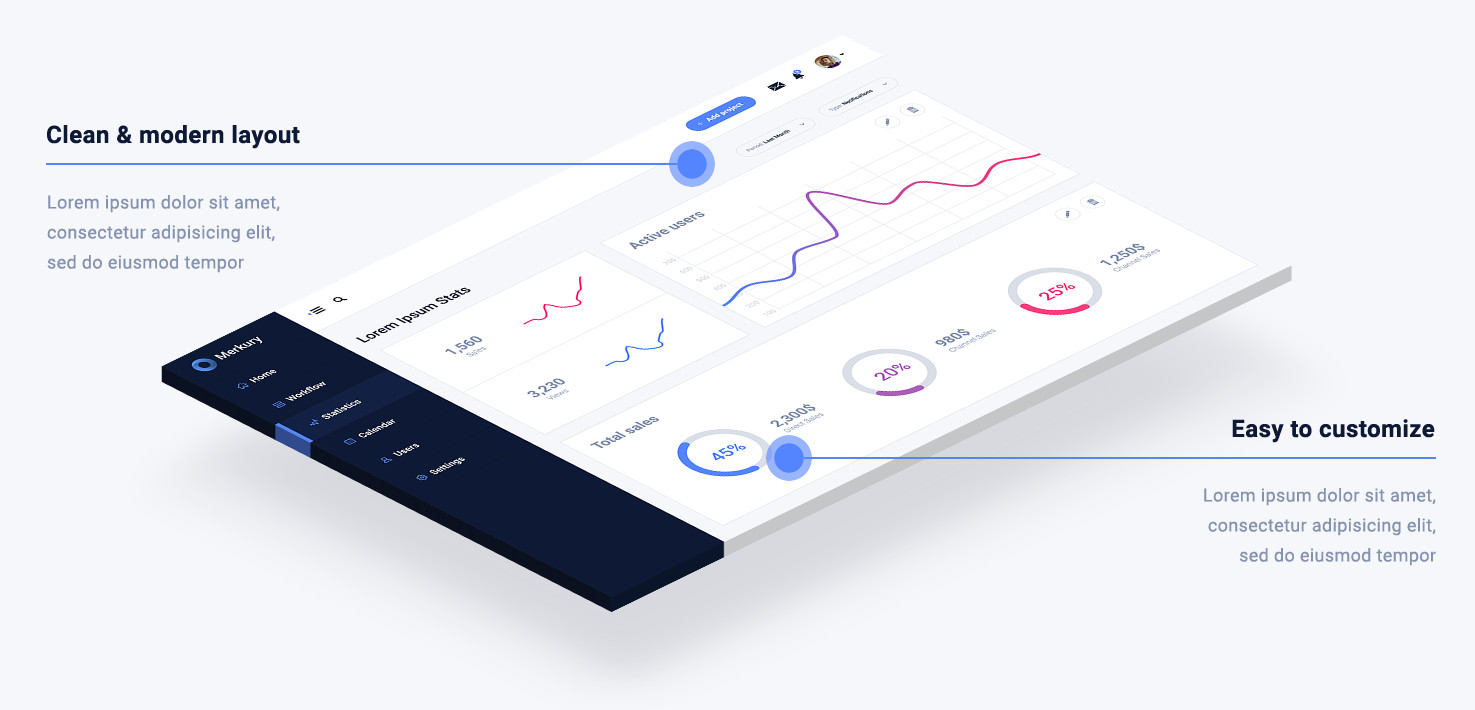 Clean & modern layout
Lorem ipsum dolor sit amet,
consectetur adipisicing elit,
sed do eiusmod tempor
+ Add project
Period: Last Month
Type: Notifications
Merkury
Home
Workflow
Statistics
Calendar
Users
Settings
Lorem Ipsum Stats
1,560
Sales
3,230
Views
Active users
700
600
500
400
200
100
Total sales
45%
2,300$
Direct Sales
20%
980$
Channel Sales
25%
1,250$
Channel Sales
Easy to customize
Lorem ipsum dolor sit amet,
consectetur adipisicing elit,
sed do eiusmod tempor